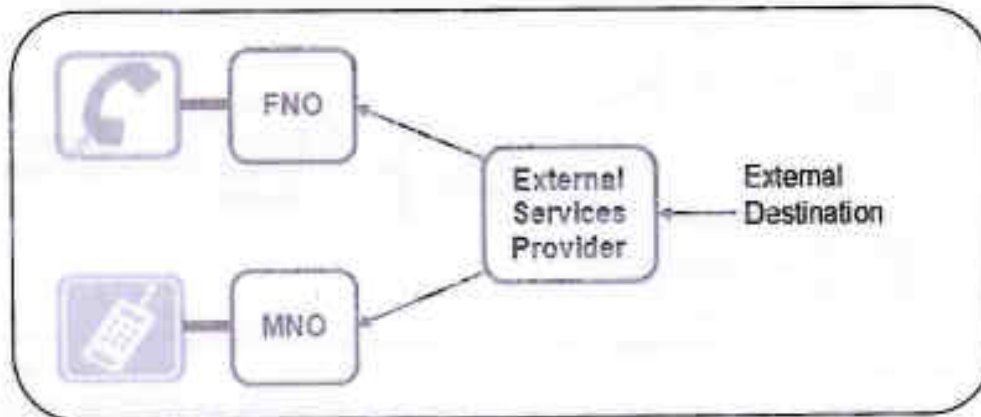 FNO
External
Services
Provider
External
Destination
MNO